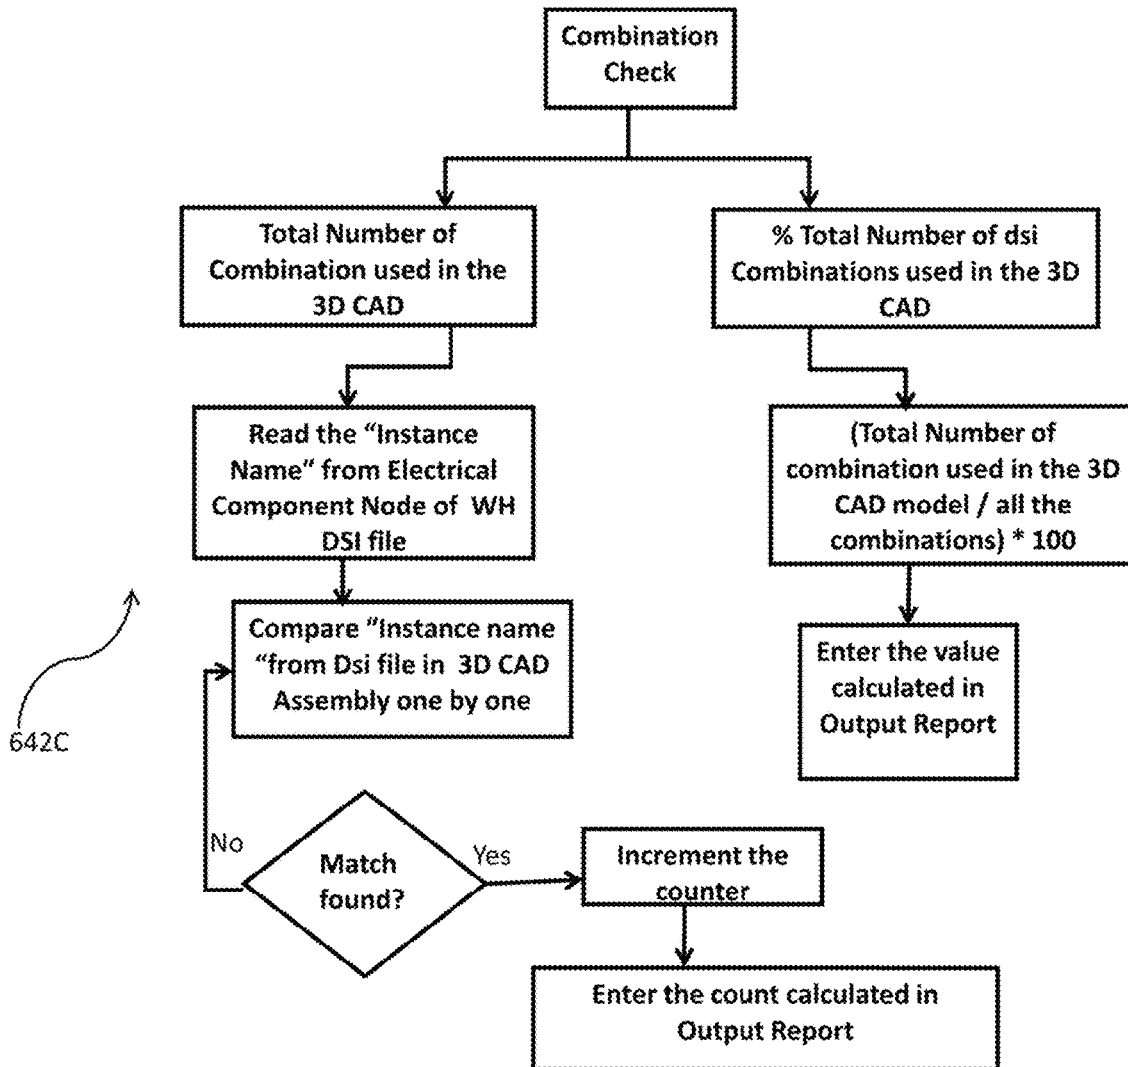 Combination
Check
Total Number of
Combination used in the
3D CAD
% Total Number of dsi
Combinations used in the 3D
CAD
Read the “Instance
Name” from Electrical
Component Node of WH
DSI file
(Total Number of
combination used in the 3D
CAD model / all the
combinations) * 100
Compare “Instance name
“from Dsi file in 3D CAD
Assembly one by one
Enter the value
calculated in
Output Report
642C
No
Match
found?
Yes
Increment the
counter
Enter the count calculated in
Output Report